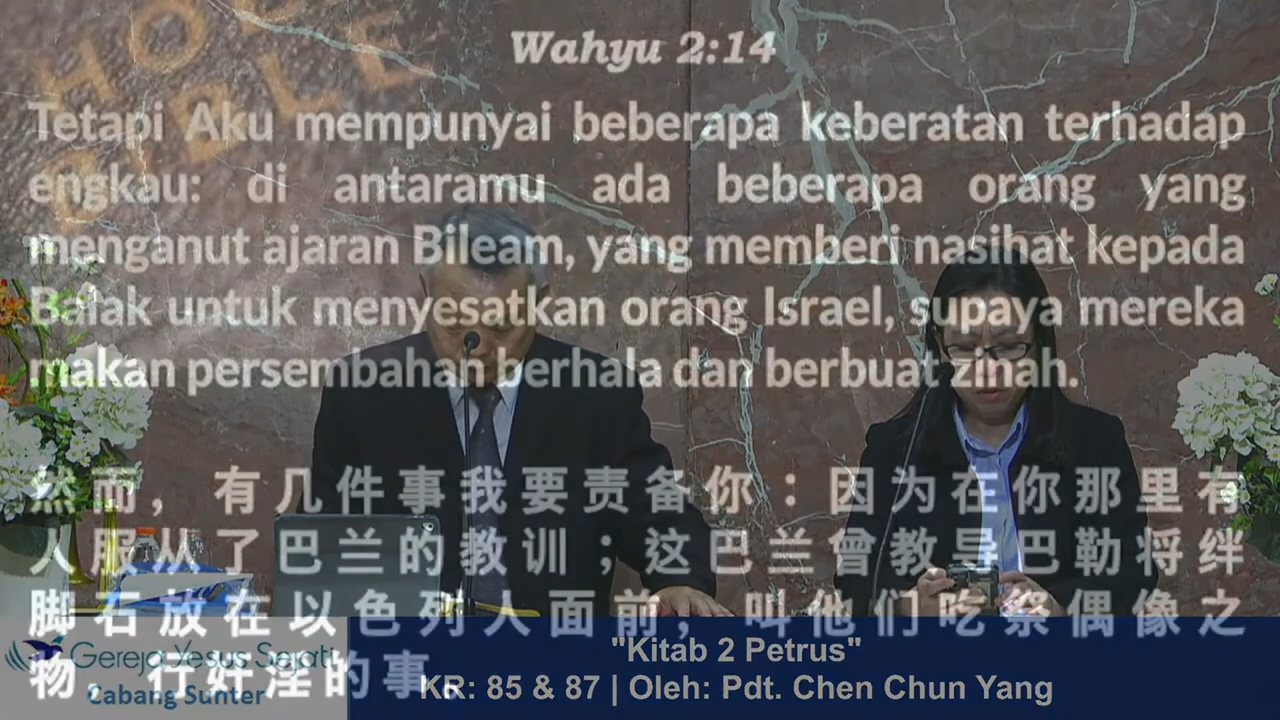 HOLY
BIBLE
Wahyu 2:14
Tetapi Aku mempunyai beberapa keberatan terhadap
engkau: di antaramu ada beberapa orang yang
menganut ajaran Bileam, yang memberi nasihat kepada
Balak untuk menyesatkan orang Israel, supaya mereka
makan persembahan berhala dan berbuat zinah.
然而，有几件事我要责备你：因为在你那里有
人服从了巴兰的教训；这巴兰曾教导巴勒将绊
脚石放在以色列人面前，叫他们吃祭偶像之
物，行奸淫的事。
Gereja Yesus Sejati
Cabang Sunter
"Kitab 2 Petrus"
KR: 85 & 87 | Oleh: Pdt. Chen Chun Yang